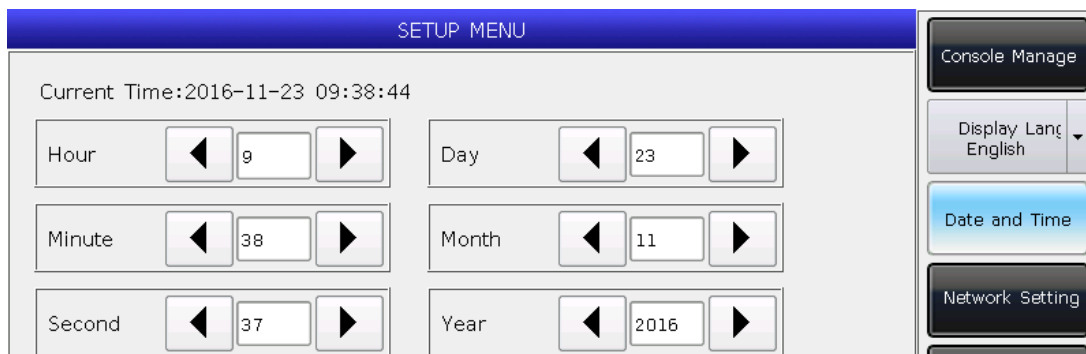 SETUP MENU
Current Time:2016-11-23 09:38:44
Hour 9
Day 23
Minute 38
Month 11
Second 37
Year 2016
Console Manage
Display Lang
English
Date and Time
Network Setting